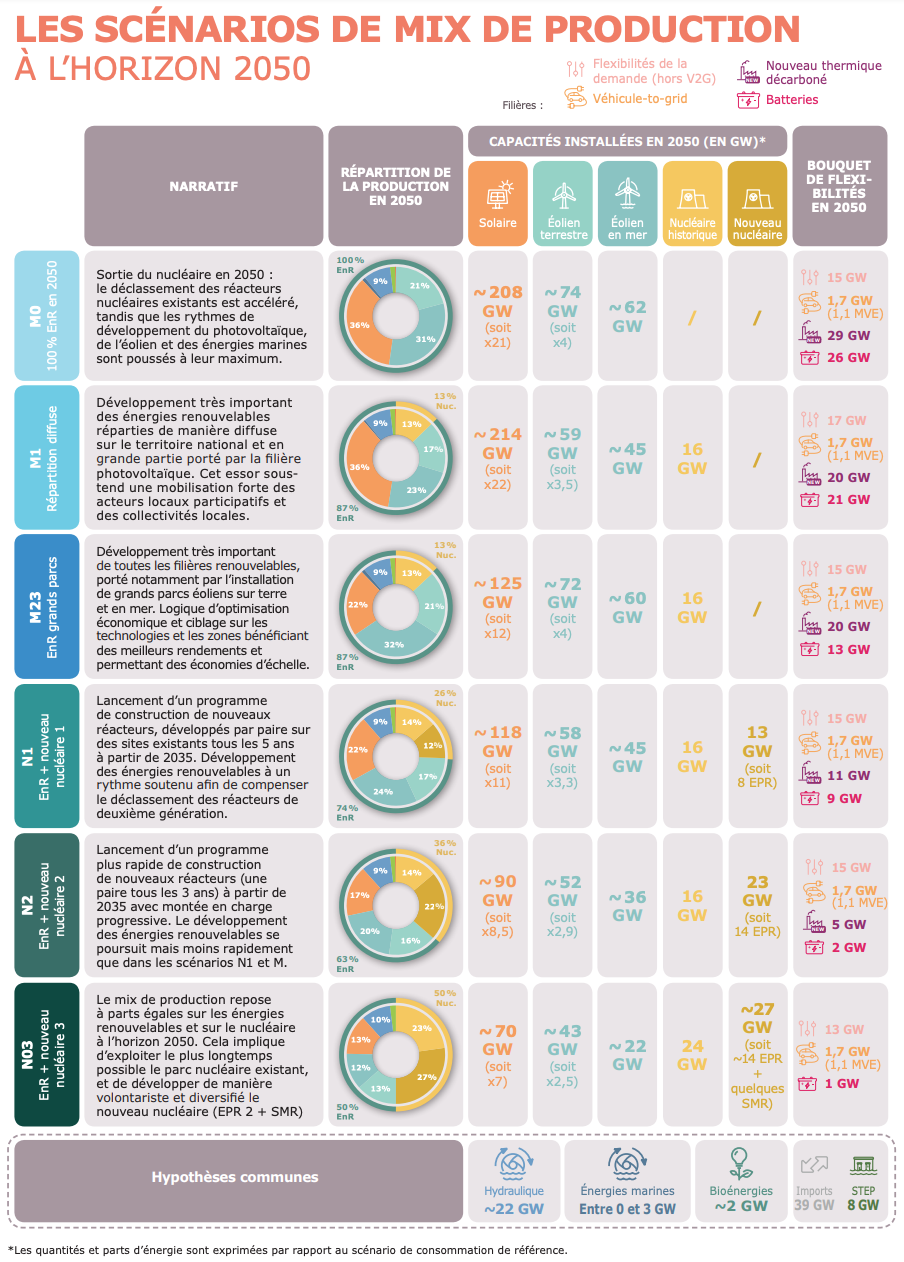 LES SCÉNARIOS DE MIX DE PRODUCTION
À L'HORIZON 2050
Filières :
Flexibilités de la
demande (hors V2G)
Véhicule-to-grid
Nouveau thermique
décarboné
Batteries
NARRATIF
RÉPARTITION DE
LA PRODUCTION
EN 2050
CAPACITÉS INSTALLÉES EN 2050 (EN GW)*
Solaire
Éolien
terrestre
Éolien
en mer
Nucléaire
historique
Nouveau
nucléaire
BOUQUET
DE FLEXI-
BILITÉS
EN 2050
M0
100 % EnR en 2050
Sortie du nucléaire en 2050 :
le déclassement des réacteurs
nucléaires existants est accéléré,
tandis que les rythmes de
développement du photovoltaïque,
de l'éolien et des énergies marines
sont poussés à leur maximum.
100 %
EnR
9%
21%
36%
31%
~ 208
GW
(soit
x21)
~ 74
GW
(soit
x4)
~ 62
GW
/
/
15 GW
1,7 GW
(1,1 MVE)
NEW
29 GW
26 GW
M1
Répartition diffuse
Développement très important
des énergies renouvelables
réparties de manière diffuse
sur le territoire national et en
grande partie porté par la filière
photovoltaïque. Cet essor sous-
tend une mobilisation forte des
acteurs locaux participatifs et
des collectivités locales.
13 %
Nuc.
9%
13%
17%
36%
23%
87 %
EnR
~ 214
GW
(soit
x22)
~ 59
GW
(soit
x3,5)
~ 45
GW
16
GW
/
17 GW
1,7 GW
(1,1 MVE)
NEW
20 GW
21 GW
M23
EnR grands parcs
Développement très important
de toutes les filières renouvelables,
porté notamment par l'installation
de grands parcs éoliens sur terre
et en mer. Logique d'optimisation
économique et ciblage sur les
technologies et les zones bénéficiant
des meilleurs rendements et
permettant des économies d'échelle.
13 %
Nuc.
9%
13%
22%
21%
32%
87 %
EnR
~ 125
GW
(soit
x12)
~ 72
GW
(soit
x4)
~ 60
GW
16
GW
/
15 GW
1,7 GW
(1,1 MVE)
NEW
20 GW
13 GW
N1
EnR + nouveau
nucléaire 1
Lancement d'un programme
de construction de nouveaux
réacteurs, développés par paire sur
des sites existants tous les 5 ans
à partir de 2035. Développement
des énergies renouvelables à un
rythme soutenu afin de compenser
le déclassement des réacteurs de
deuxième génération.
26 %
Nuc.
9%
14%
22%
12%
17%
24%
74 %
EnR
~ 118
GW
(soit
x11)
~ 58
GW
(soit
x3,3)
~ 45
GW
16
GW
13
GW
(soit
8 EPR)
15 GW
1,7 GW
(1,1 MVE)
NEW
11 GW
9 GW
N2
EnR + nouveau
nucléaire 2
Lancement d'un programme
plus rapide de construction
de nouveaux réacteurs (une
paire tous les 3 ans) à partir de
2035 avec montée en charge
progressive. Le développement
des énergies renouvelables se
poursuit mais moins rapidement
que dans les scénarios N1 et M.
36 %
Nuc.
9%
14%
17%
22%
20%
16%
63 %
EnR
~ 90
GW
(soit
x8,5)
~ 52
GW
(soit
x2,9)
~ 36
GW
16
GW
23
GW
(soit
14 EPR)
15 GW
1,7 GW
(1,1 MVE)
NEW
5 GW
2 GW
N03
EnR + nouveau
nucléaire 3
Le mix de production repose
à parts égales sur les énergies
renouvelables et sur le nucléaire
à l'horizon 2050. Cela implique
d'exploiter le plus longtemps
possible le parc nucléaire existant,
et de développer de manière
volontariste et diversifié le
nouveau nucléaire (EPR 2 + SMR)
50 %
Nuc.
10%
23%
13%
12%
27%
13%
50 %
EnR
~ 70
GW
(soit
x7)
~ 43
GW
(soit
x2,5)
~ 22
GW
24
GW
~27
GW
(soit
~14 EPR
+
quelques
SMR)
13 GW
1,7 GW
(1,1 MVE)
1 GW
Hypothèses communes
Hydraulique
~22 GW
Énergies marines
Entre 0 et 3 GW
Bioénergies
~2 GW
Imports
39 GW
STEP
8 GW
*Les quantités et parts d'énergie sont exprimées par rapport au scénario de consommation de référence.